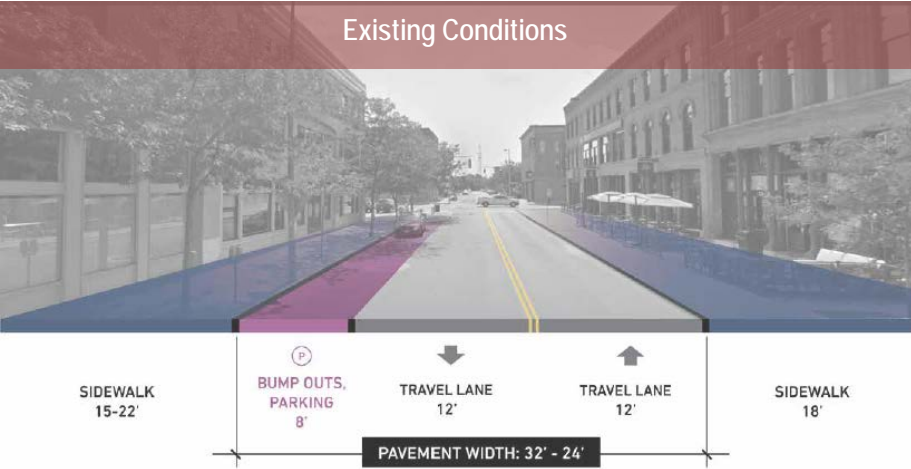 Existing Conditions
SIDEWALK
15-22'
P
BUMP OUTS,
PARKING
8'
TRAVEL LANE
12'
TRAVEL LANE
12'
SIDEWALK
18'
PAVEMENT WIDTH: 32' - 24'